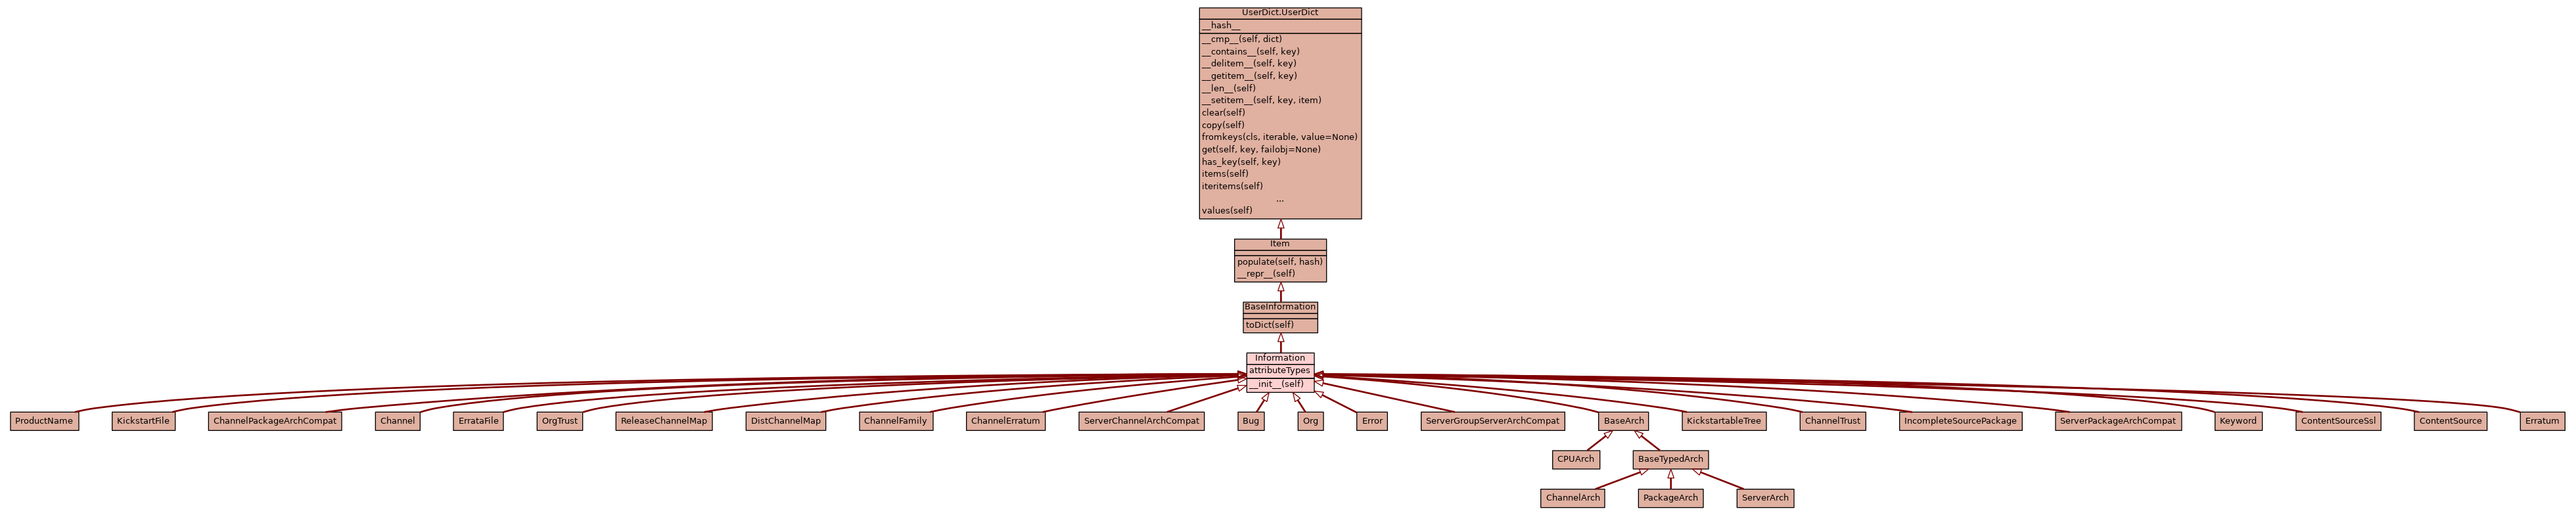 UserDict.UserDict
__hash__
__cmp__(self, dict)
__contains__(self, key)
__delitem__(self, key)
__getitem__(self, key)
__len__(self)
__setitem__(self, key, item)
clear(self)
copy(self)
fromkeys(cls, iterable, value=None)
get(self, key, failobj=None)
has_key(self, key)
items(self)
iteritems(self)
...
values(self)
Item
populate(self, hash)
__repr__(self)
BaseInformation
toDict(self)
Information
attributeTypes
__init__(self)
ProductName
KickstartFile
ChannelPackageArchCompat
Channel
ErrataFile
OrgTrust
ReleaseChannelMap
DistChannelMap
ChannelFamily
ChannelErratum
ServerChannelArchCompat
Bug
Org
Error
ServerGroupServerArchCompat
BaseArch
KickstartableTree
ChannelTrust
IncompleteSourcePackage
ServerPackageArchCompat
Keyword
ContentSourceSsl
ContentSource
Erratum
CPUArch
BaseTypedArch
ChannelArch
PackageArch
ServerArch